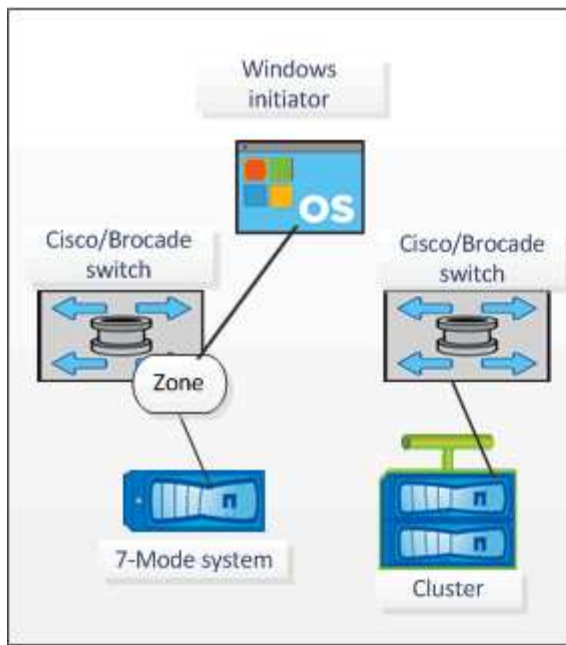 Windows
initiator
OS
Cisco/Brocade
switch
Cisco/Brocade
switch
Zone
n
7-Mode system
n
n
Cluster